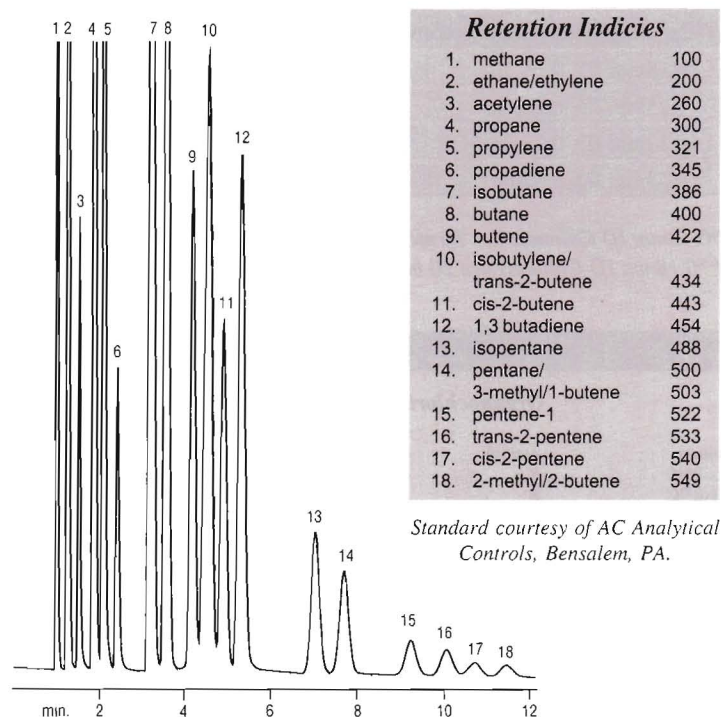 1 2 4 5 7 8 10
12
9
3
11
6
13
14
15
16
17
18
min. 2 4 6 8 10 12
Retention Indicies
1. methane 100
2. ethane/ethylene 200
3. acetylene 260
4. propane 300
5. propylene 321
6. propadiene 345
7. isobutane 386
8. butane 400
9. butene 422
10. isobutylene/
trans-2-butene 434
11. cis-2-butene 443
12. 1,3 butadiene 454
13. isopentane 488
14. pentane/ 500
3-methyl/1-butene 503
15. pentene-1 522
16. trans-2-pentene 533
17. cis-2-pentene 540
18. 2-methyl/2-butene 549
Standard courtesy of AC Analytical
Controls, Bensalem, PA.